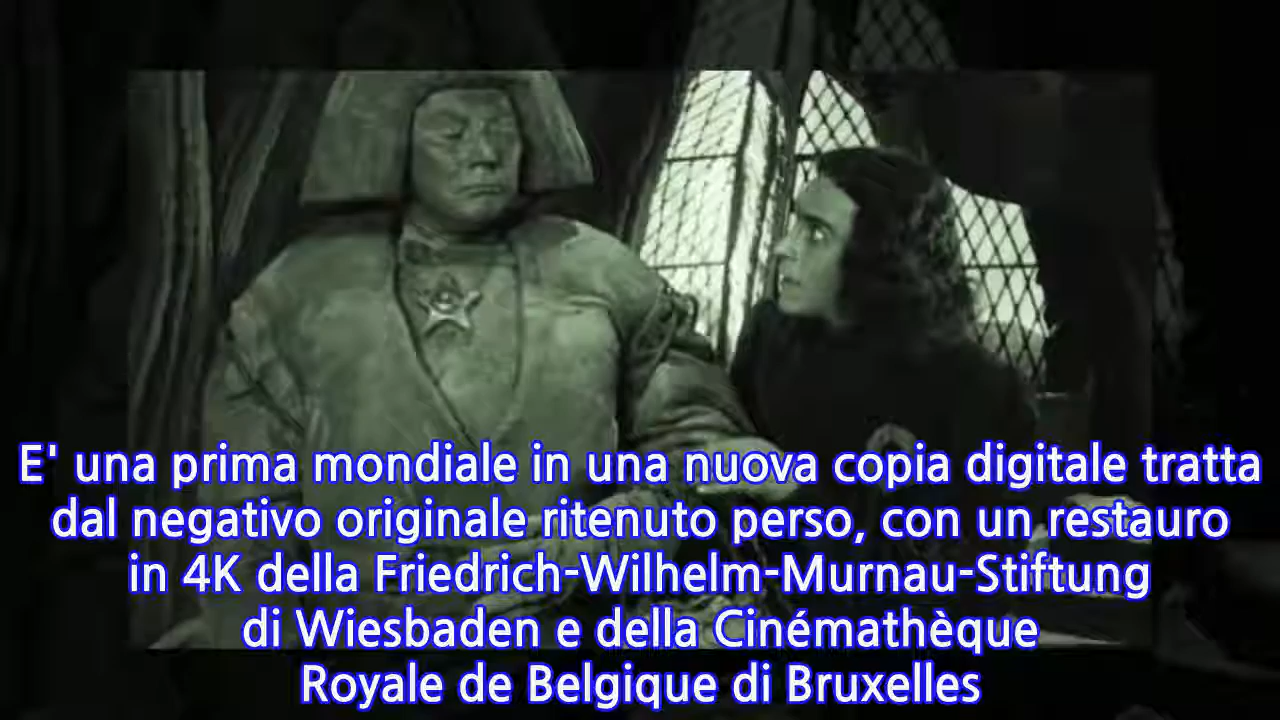 E' una prima mondiale in una nuova copia digitale tratta
dal negativo originale ritenuto perso, con un restauro
in 4K della Friedrich-Wilhelm-Murnau-Stiftung
di Wiesbaden e della Cinémathèque
Royale de Belgique di Bruxelles